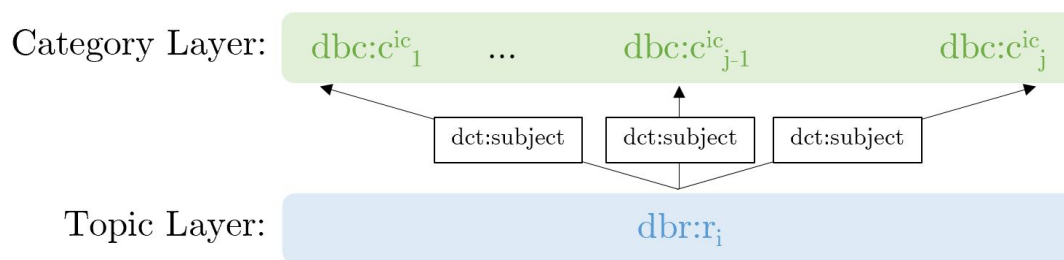 Category Layer: dbc:c^ic_1 ... dbc:c^ic_j-1 dbc:c^ic_j
dct:subject dct:subject dct:subject
Topic Layer: dbr:r_i